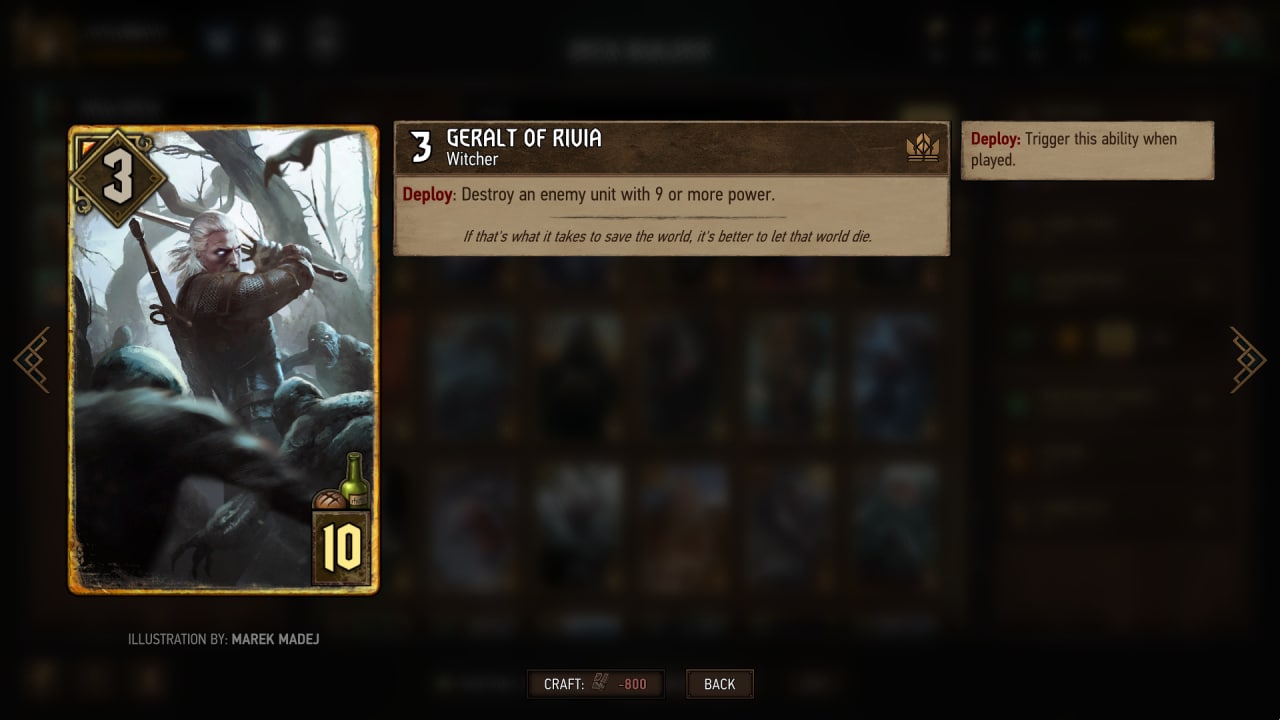 3
3 GERALT OF RIVIA
Witcher
Deploy: Destroy an enemy unit with 9 or more power.
If that's what it takes to save the world, it's better to let that world die.
Deploy: Trigger this ability when
played.
10
ILLUSTRATION BY: MAREK MADEJ
CRAFT: -800
BACK